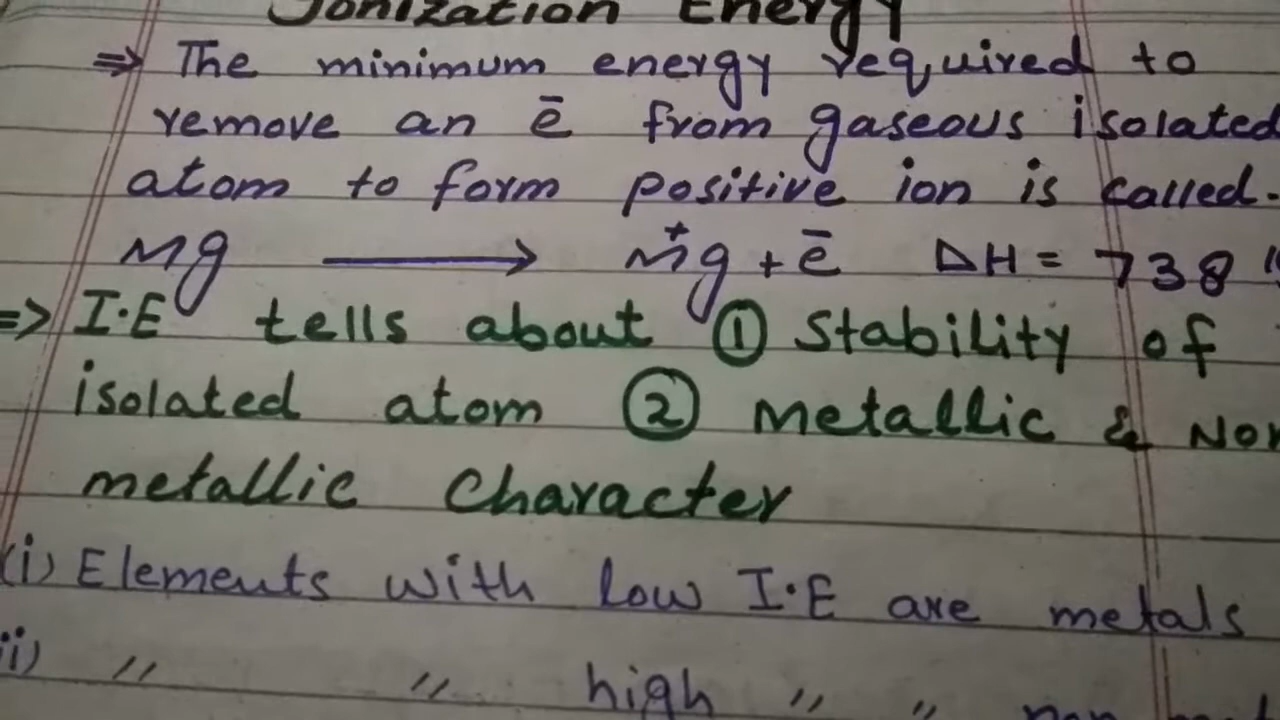 Ionization Energy
⇒ The minimum energy required to
remove an ē from gaseous isolated
atom to form positive ion is called.
Mg ⟶ M⁺g + ē ΔH = 738
⇒ I.E tells about ① Stability of
isolated atom ② Metallic & Non
metallic Character
(i) Elements with low I.E are metals
ii) " " high " "